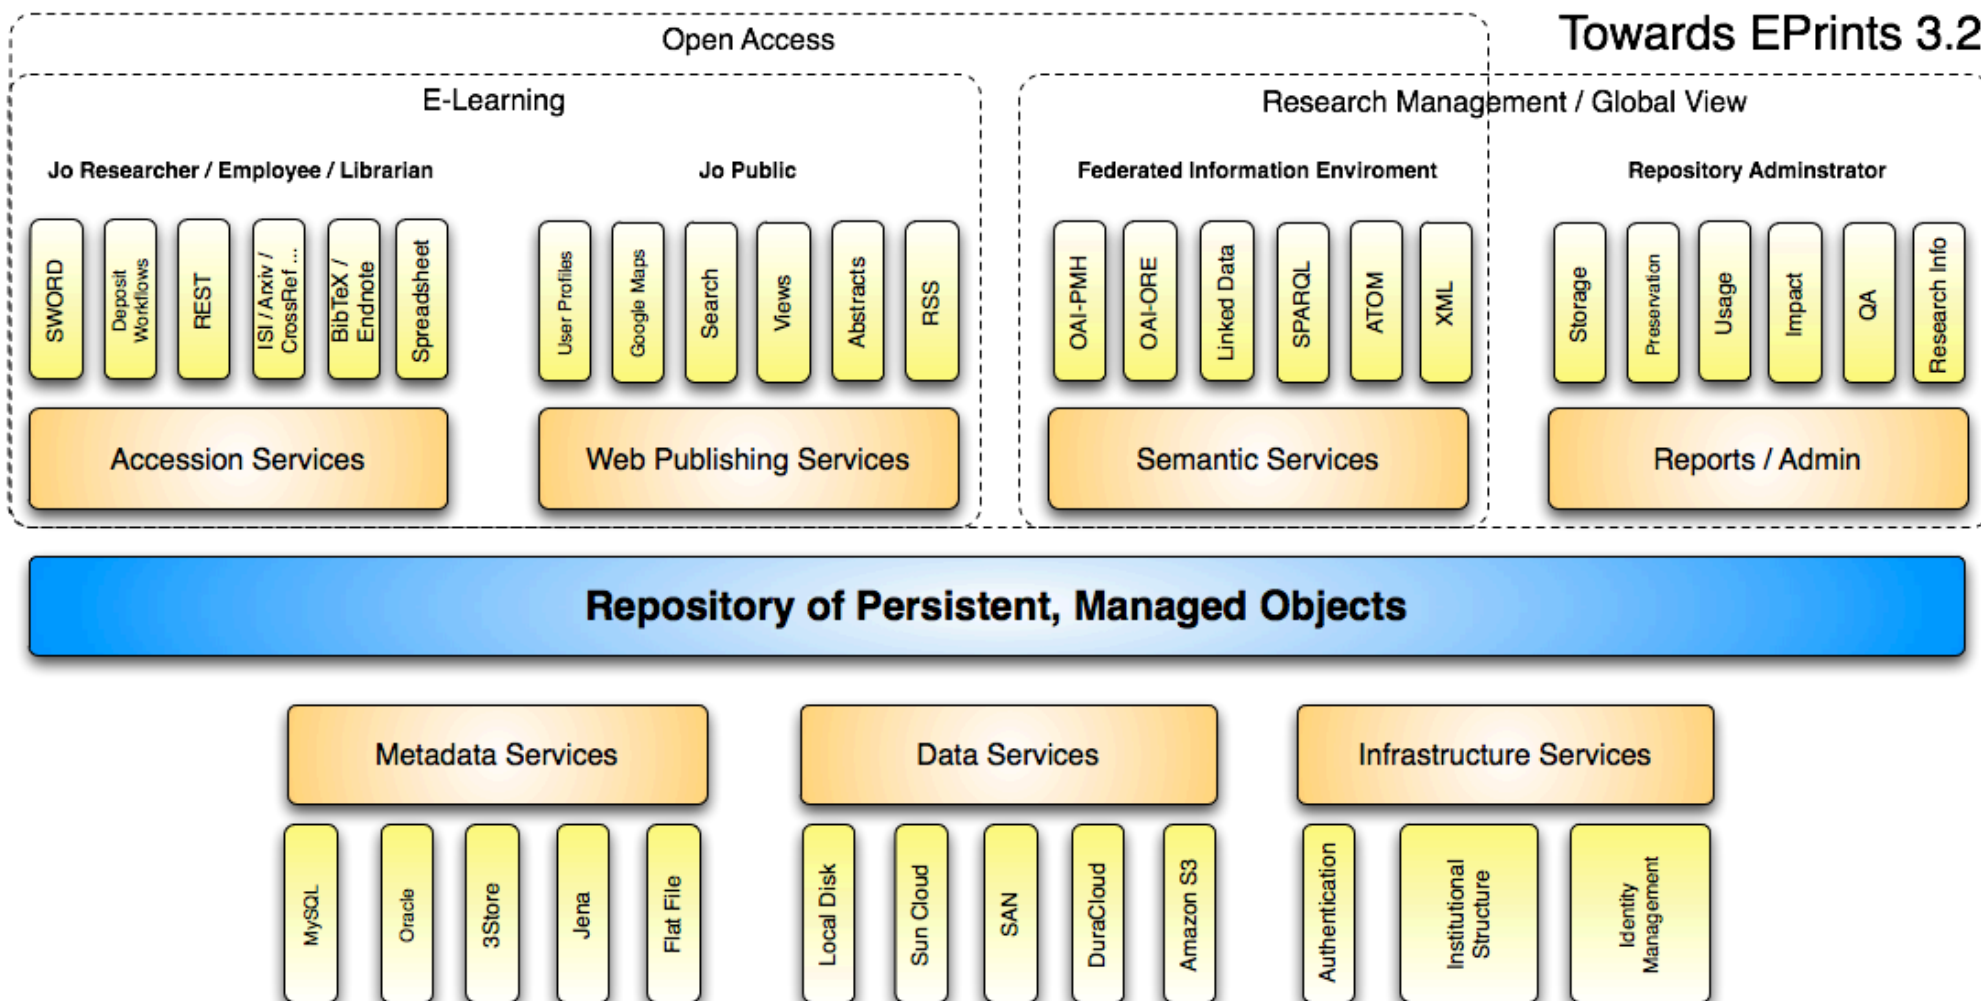 Towards EPrints 3.2
Open Access
E-Learning
Research Management / Global View
Jo Researcher / Employee / Librarian
Jo Public
Federated Information Enviroment
Repository Adminstrator
SWORD
Deposit
Workflows
REST
ISI / Arxiv /
CrossRef ...
BibTeX /
Endnote
Spreadsheet
User Profiles
Google Maps
Search
Views
Abstracts
RSS
OAI-PMH
OAI-ORE
Linked Data
SPARQL
ATOM
XML
Storage
Preservation
Usage
Impact
QA
Research Info
Accession Services
Web Publishing Services
Semantic Services
Reports / Admin
Repository of Persistent, Managed Objects
Metadata Services
Data Services
Infrastructure Services
MySQL
Oracle
3Store
Jena
Flat File
Local Disk
Sun Cloud
SAN
DuraCloud
Amazon S3
Authentication
Institutional
Structure
Identity
Management